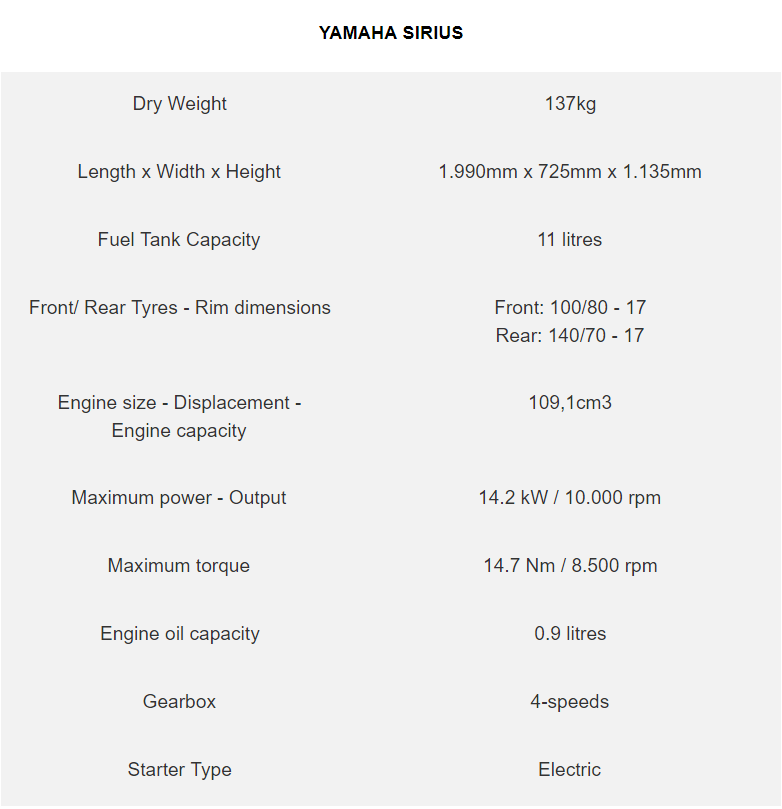 YAMAHA SIRIUS
Dry Weight 137kg
Length x Width x Height 1.990mm x 725mm x 1.135mm
Fuel Tank Capacity 11 litres
Front/ Rear Tyres - Rim dimensions Front: 100/80 - 17
Rear: 140/70 - 17
Engine size - Displacement - 109,1cm3
Engine capacity
Maximum power - Output 14.2 kW / 10.000 rpm
Maximum torque 14.7 Nm / 8.500 rpm
Engine oil capacity 0.9 litres
Gearbox 4-speeds
Starter Type Electric